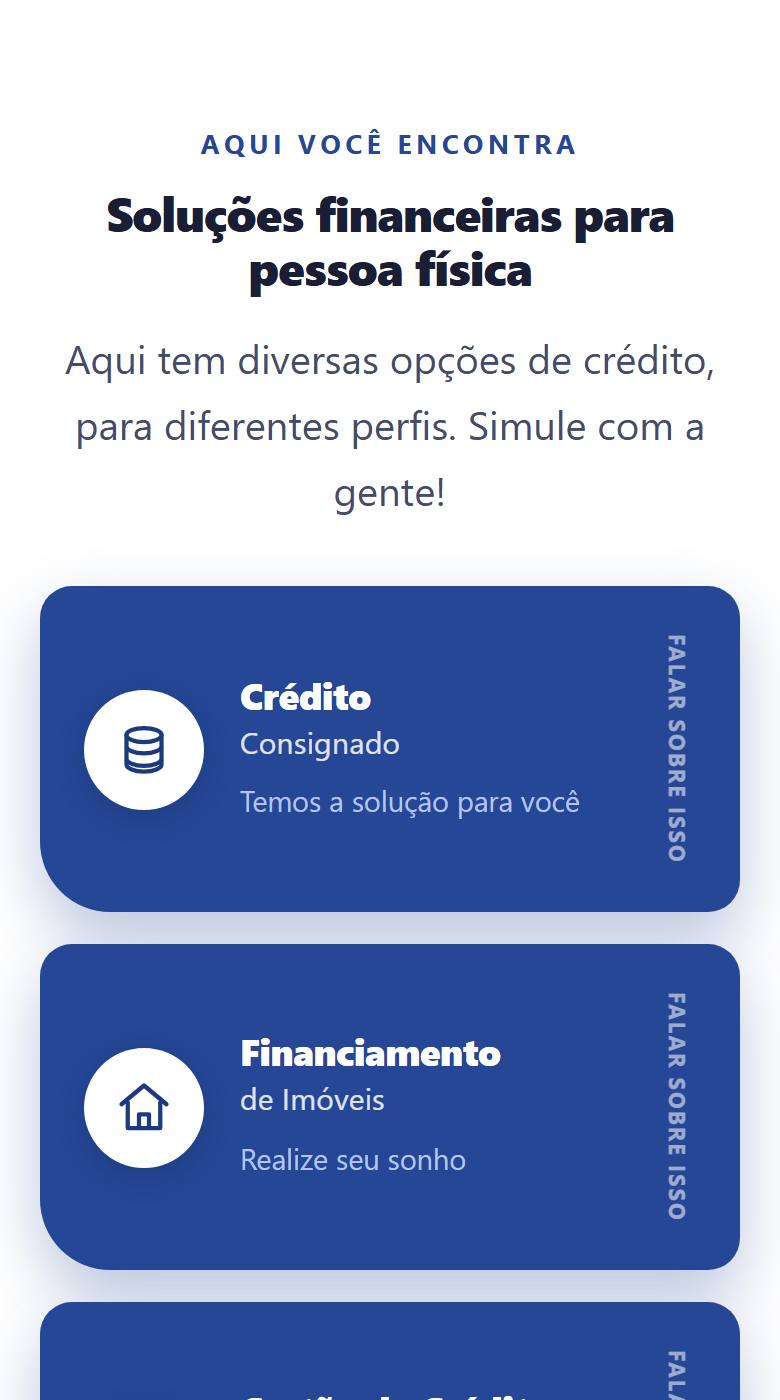 AQUI VOCÊ ENCONTRA
Soluções financeiras para
pessoa física
Aqui tem diversas opções de crédito,
para diferentes perfis. Simule com a
gente!
Crédito
Consignado
Temos a solução para você
FALAR SOBRE ISSO
Financiamento
de Imóveis
Realize seu sonho
FALAR SOBRE ISSO